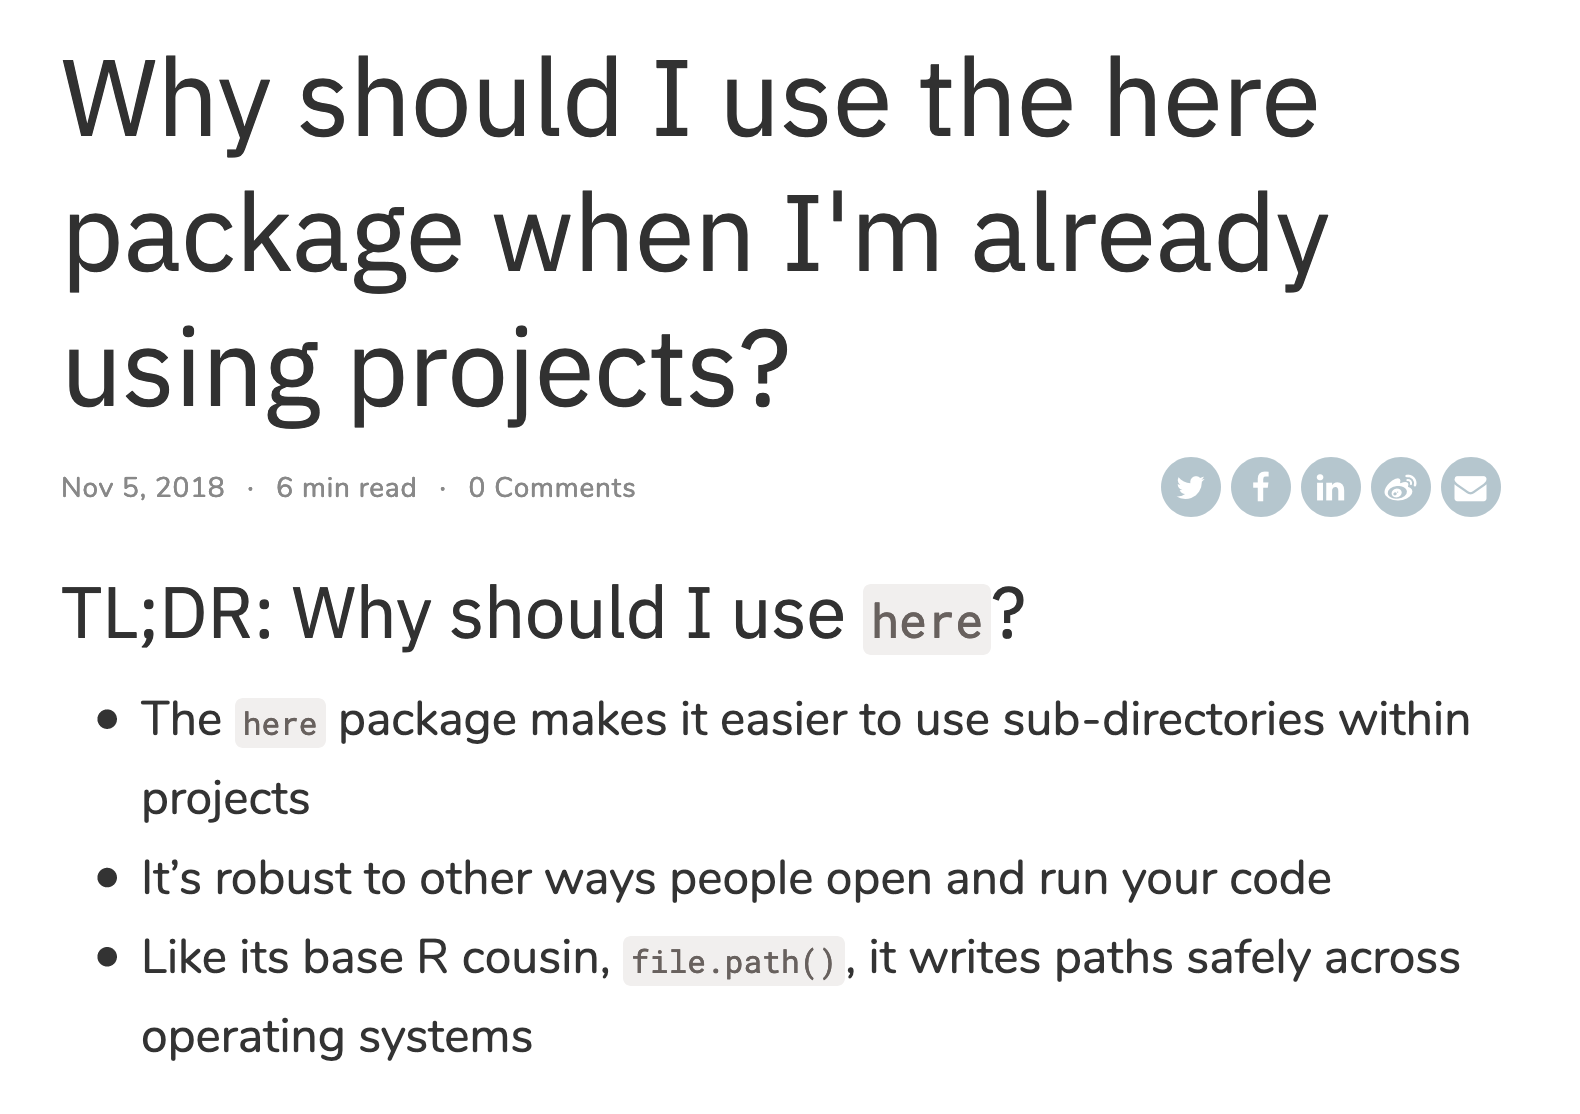 Why should I use the here
package when I'm already
using projects?
Nov 5, 2018 · 6 min read · 0 Comments
TL;DR: Why should I use here?
The here package makes it easier to use sub-directories within
projects
It’s robust to other ways people open and run your code
Like its base R cousin, file.path(), it writes paths safely across
operating systems